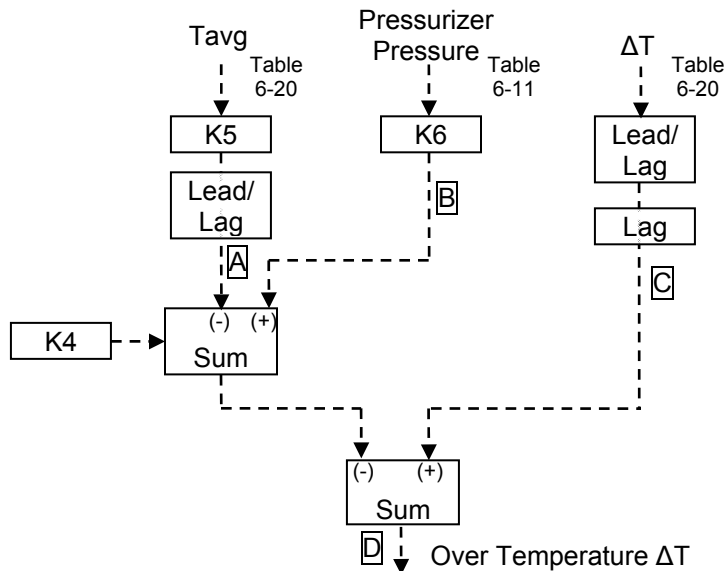 Tavg
Table
6-20
Pressurizer
Pressure
Table
6-11
ΔT
Table
6-20
K5
K6
Lead/
Lag
Lead/
Lag
B
Lag
A
C
K4
(-) (+)
Sum
(-) (+)
Sum
D
Over Temperature ΔT